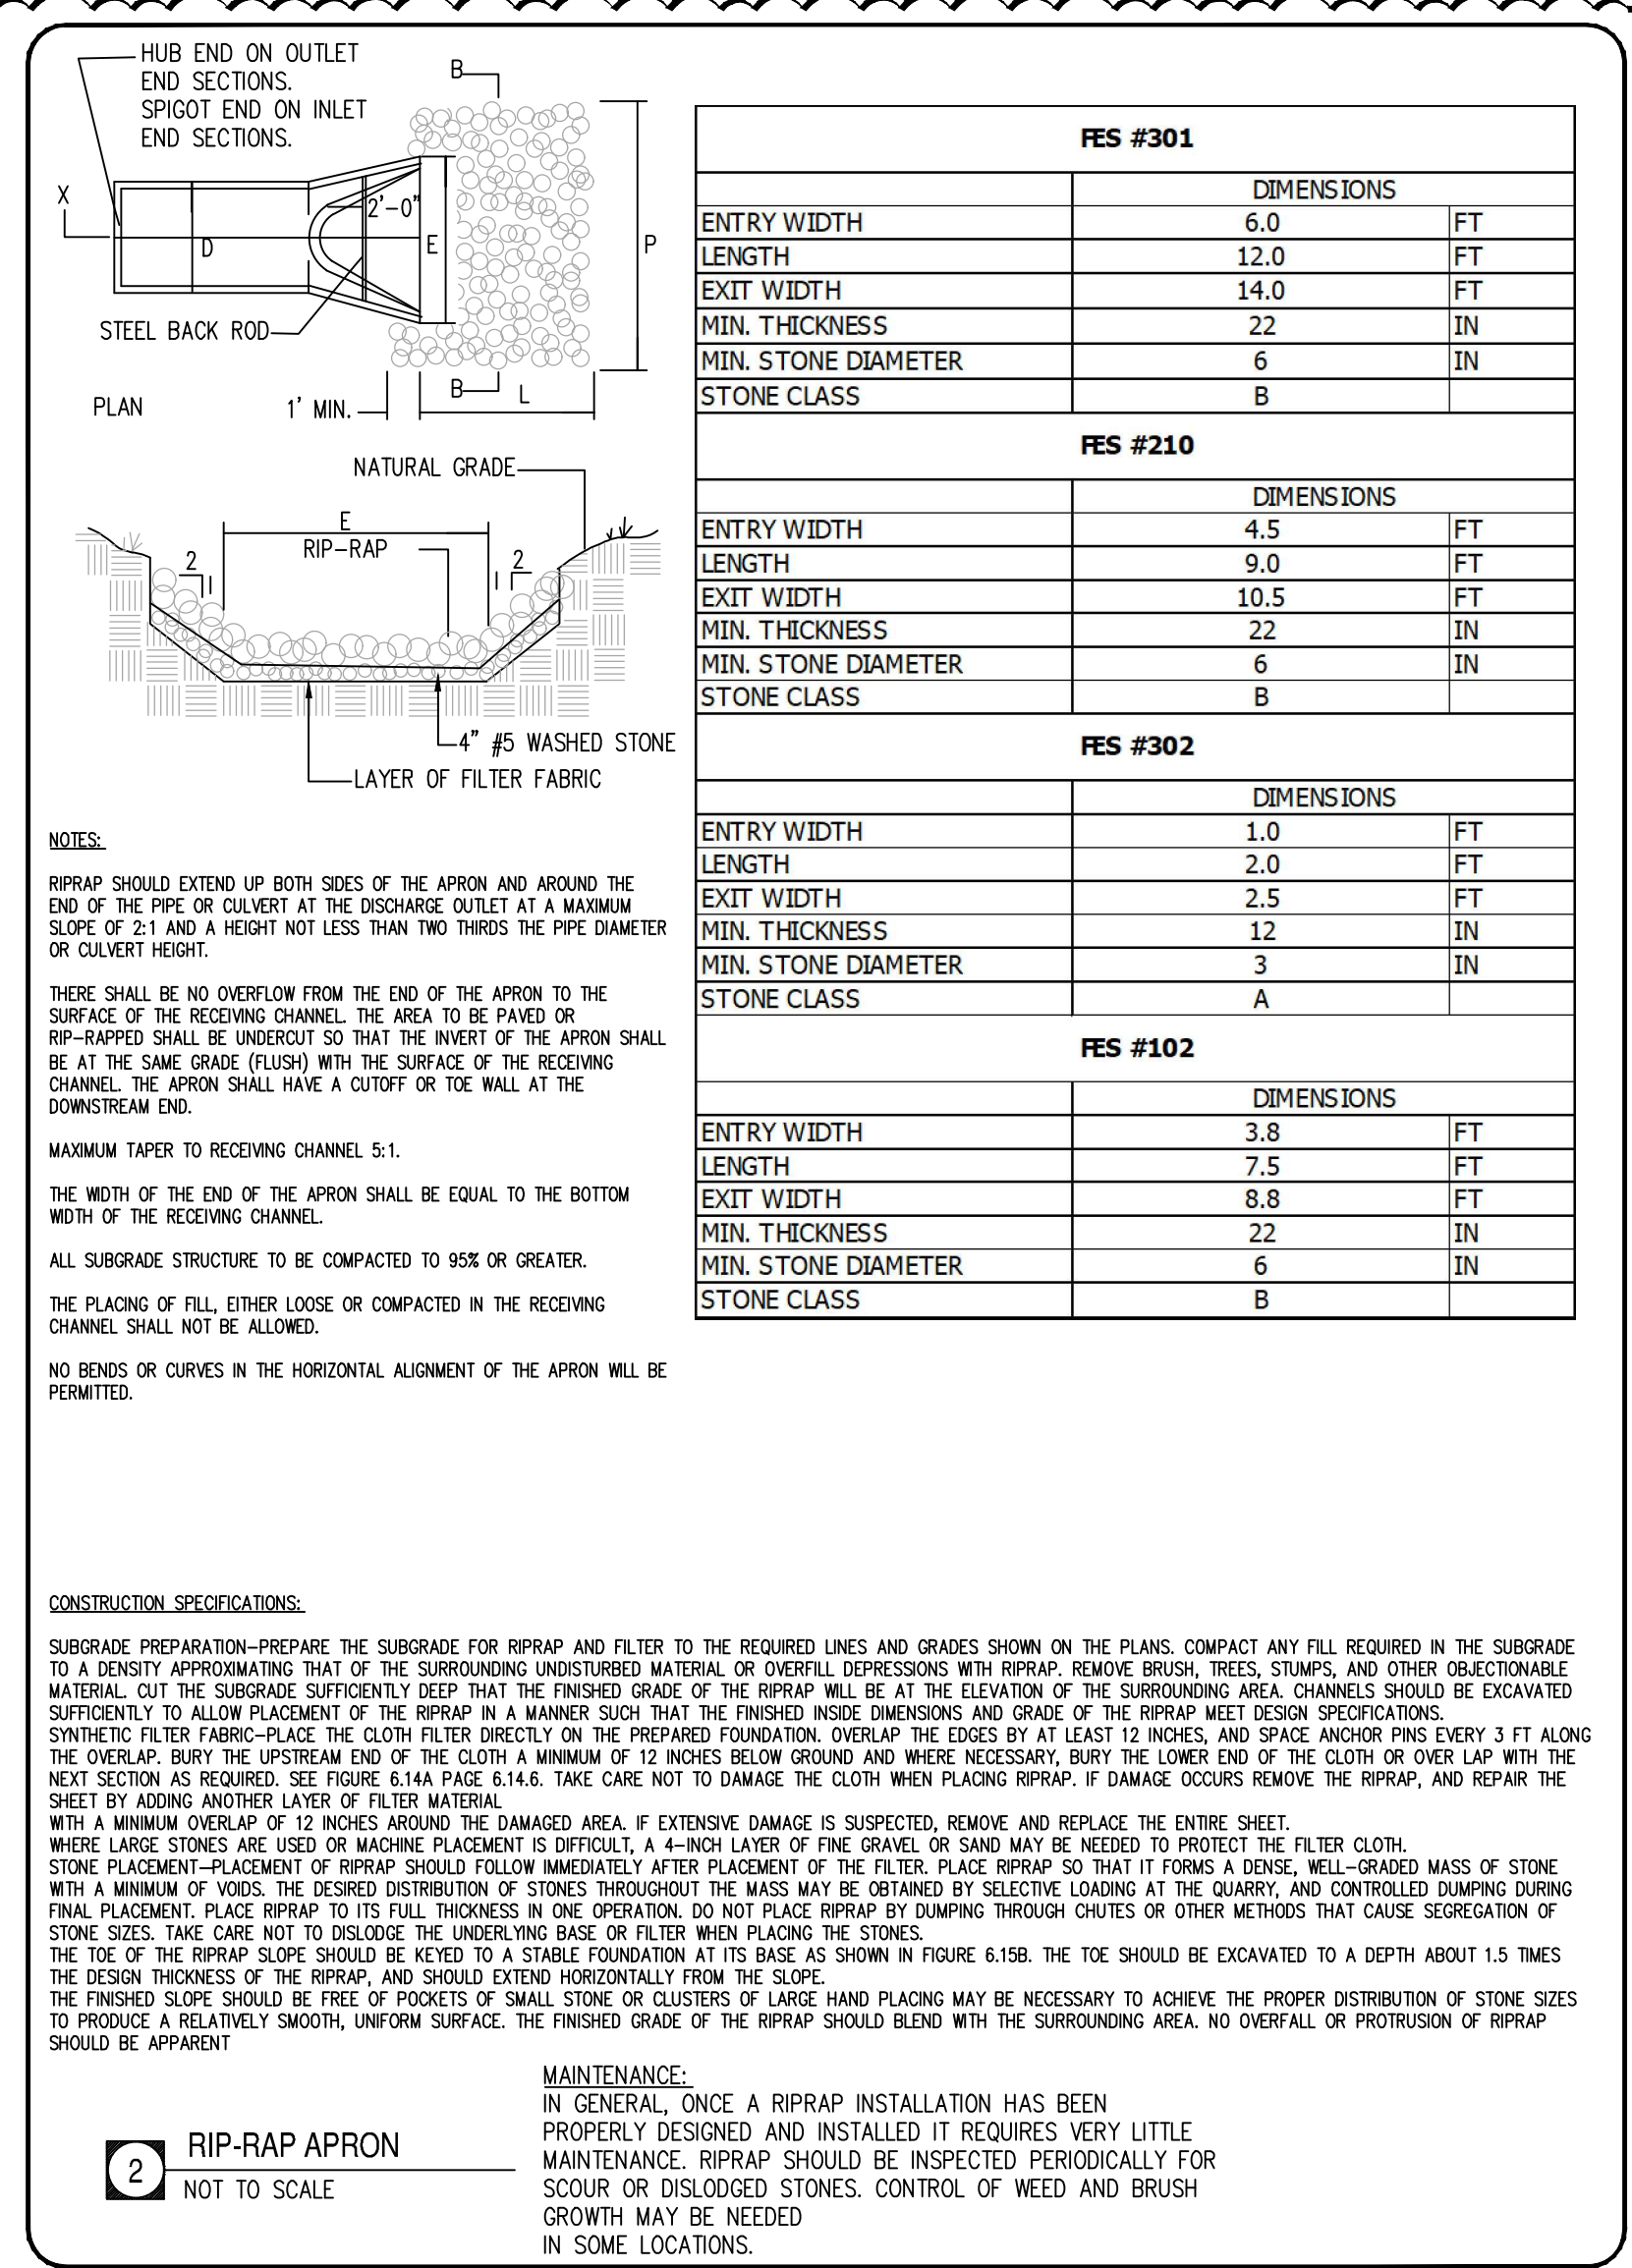 HUB END ON OUTLET
END SECTIONS.
SPIGOT END ON INLET
END SECTIONS.
B
X
2'-0"
D
E
P
STEEL BACK ROD
B
L
PLAN
1' MIN.
NATURAL GRADE
E
RIP-RAP
2
1
1
2
4" #5 WASHED STONE
LAYER OF FILTER FABRIC
FES #301
DIMENSIONS
ENTRY WIDTH 6.0 FT
LENGTH 12.0 FT
EXIT WIDTH 14.0 FT
MIN. THICKNESS 22 IN
MIN. STONE DIAMETER 6 IN
STONE CLASS B
FES #210
DIMENSIONS
ENTRY WIDTH 4.5 FT
LENGTH 9.0 FT
EXIT WIDTH 10.5 FT
MIN. THICKNESS 22 IN
MIN. STONE DIAMETER 6 IN
STONE CLASS B
FES #302
DIMENSIONS
ENTRY WIDTH 1.0 FT
LENGTH 2.0 FT
EXIT WIDTH 2.5 FT
MIN. THICKNESS 12 IN
MIN. STONE DIAMETER 3 IN
STONE CLASS A
FES #102
DIMENSIONS
ENTRY WIDTH 3.8 FT
LENGTH 7.5 FT
EXIT WIDTH 8.8 FT
MIN. THICKNESS 22 IN
MIN. STONE DIAMETER 6 IN
STONE CLASS B
NOTES:
RIPRAP SHOULD EXTEND UP BOTH SIDES OF THE APRON AND AROUND THE
END OF THE PIPE OR CULVERT AT THE DISCHARGE OUTLET AT A MAXIMUM
SLOPE OF 2:1 AND A HEIGHT NOT LESS THAN TWO THIRDS THE PIPE DIAMETER
OR CULVERT HEIGHT.
THERE SHALL BE NO OVERFLOW FROM THE END OF THE APRON TO THE
SURFACE OF THE RECEIVING CHANNEL. THE AREA TO BE PAVED OR
RIP-RAPPED SHALL BE UNDERCUT SO THAT THE INVERT OF THE APRON SHALL
BE AT THE SAME GRADE (FLUSH) WITH THE SURFACE OF THE RECEIVING
CHANNEL. THE APRON SHALL HAVE A CUTOFF OR TOE WALL AT THE
DOWNSTREAM END.
MAXIMUM TAPER TO RECEIVING CHANNEL 5:1.
THE WIDTH OF THE END OF THE APRON SHALL BE EQUAL TO THE BOTTOM
WIDTH OF THE RECEIVING CHANNEL.
ALL SUBGRADE STRUCTURE TO BE COMPACTED TO 95% OR GREATER.
THE PLACING OF FILL, EITHER LOOSE OR COMPACTED IN THE RECEIVING
CHANNEL SHALL NOT BE ALLOWED.
NO BENDS OR CURVES IN THE HORIZONTAL ALIGNMENT OF THE APRON WILL BE
PERMITTED.
CONSTRUCTION SPECIFICATIONS:
SUBGRADE PREPARATION-PREPARE THE SUBGRADE FOR RIPRAP AND FILTER TO THE REQUIRED LINES AND GRADES SHOWN ON THE PLANS. COMPACT ANY FILL REQUIRED IN THE SUBGRADE
TO A DENSITY APPROXIMATING THAT OF THE SURROUNDING UNDISTURBED MATERIAL OR OVERFILL DEPRESSIONS WITH RIPRAP. REMOVE BRUSH, TREES, STUMPS, AND OTHER OBJECTIONABLE
MATERIAL. CUT THE SUBGRADE SUFFICIENTLY DEEP THAT THE FINISHED GRADE OF THE RIPRAP WILL BE AT THE ELEVATION OF THE SURROUNDING AREA. CHANNELS SHOULD BE EXCAVATED
SUFFICIENTLY TO ALLOW PLACEMENT OF THE RIPRAP IN A MANNER SUCH THAT THE FINISHED INSIDE DIMENSIONS AND GRADE OF THE RIPRAP MEET DESIGN SPECIFICATIONS.
SYNTHETIC FILTER FABRIC-PLACE THE CLOTH FILTER DIRECTLY ON THE PREPARED FOUNDATION. OVERLAP THE EDGES BY AT LEAST 12 INCHES, AND SPACE ANCHOR PINS EVERY 3 FT ALONG
THE OVERLAP. BURY THE UPSTREAM END OF THE CLOTH A MINIMUM OF 12 INCHES BELOW GROUND AND WHERE NECESSARY, BURY THE LOWER END OF THE CLOTH OR OVER LAP WITH THE
NEXT SECTION AS REQUIRED. SEE FIGURE 6.14A PAGE 6.14.6. TAKE CARE NOT TO DAMAGE THE CLOTH WHEN PLACING RIPRAP. IF DAMAGE OCCURS REMOVE THE RIPRAP, AND REPAIR THE
SHEET BY ADDING ANOTHER LAYER OF FILTER MATERIAL
WITH A MINIMUM OVERLAP OF 12 INCHES AROUND THE DAMAGED AREA. IF EXTENSIVE DAMAGE IS SUSPECTED, REMOVE AND REPLACE THE ENTIRE SHEET.
WHERE LARGE STONES ARE USED OR MACHINE PLACEMENT IS DIFFICULT, A 4-INCH LAYER OF FINE GRAVEL OR SAND MAY BE NEEDED TO PROTECT THE FILTER CLOTH.
STONE PLACEMENT-PLACEMENT OF RIPRAP SHOULD FOLLOW IMMEDIATELY AFTER PLACEMENT OF THE FILTER. PLACE RIPRAP SO THAT IT FORMS A DENSE, WELL-GRADED MASS OF STONE
WITH A MINIMUM OF VOIDS. THE DESIRED DISTRIBUTION OF STONES THROUGHOUT THE MASS MAY BE OBTAINED BY SELECTIVE LOADING AT THE QUARRY, AND CONTROLLED DUMPING DURING
FINAL PLACEMENT. PLACE RIPRAP TO ITS FULL THICKNESS IN ONE OPERATION. DO NOT PLACE RIPRAP BY DUMPING THROUGH CHUTES OR OTHER METHODS THAT CAUSE SEGREGATION OF
STONE SIZES. TAKE CARE NOT TO DISLODGE THE UNDERLYING BASE OR FILTER WHEN PLACING THE STONES.
THE TOE OF THE RIPRAP SLOPE SHOULD BE KEYED TO A STABLE FOUNDATION AT ITS BASE AS SHOWN IN FIGURE 6.15B. THE TOE SHOULD BE EXCAVATED TO A DEPTH ABOUT 1.5 TIMES
THE DESIGN THICKNESS OF THE RIPRAP, AND SHOULD EXTEND HORIZONTALLY FROM THE SLOPE.
THE FINISHED SLOPE SHOULD BE FREE OF POCKETS OF SMALL STONE OR CLUSTERS OF LARGE HAND PLACING MAY BE NECESSARY TO ACHIEVE THE PROPER DISTRIBUTION OF STONE SIZES
TO PRODUCE A RELATIVELY SMOOTH, UNIFORM SURFACE. THE FINISHED GRADE OF THE RIPRAP SHOULD BLEND WITH THE SURROUNDING AREA. NO OVERFALL OR PROTRUSION OF RIPRAP
SHOULD BE APPARENT
MAINTENANCE:
IN GENERAL, ONCE A RIPRAP INSTALLATION HAS BEEN
PROPERLY DESIGNED AND INSTALLED IT REQUIRES VERY LITTLE
MAINTENANCE. RIPRAP SHOULD BE INSPECTED PERIODICALLY FOR
SCOUR OR DISLODGED STONES. CONTROL OF WEED AND BRUSH
GROWTH MAY BE NEEDED
IN SOME LOCATIONS.
2
RIP-RAP APRON
NOT TO SCALE